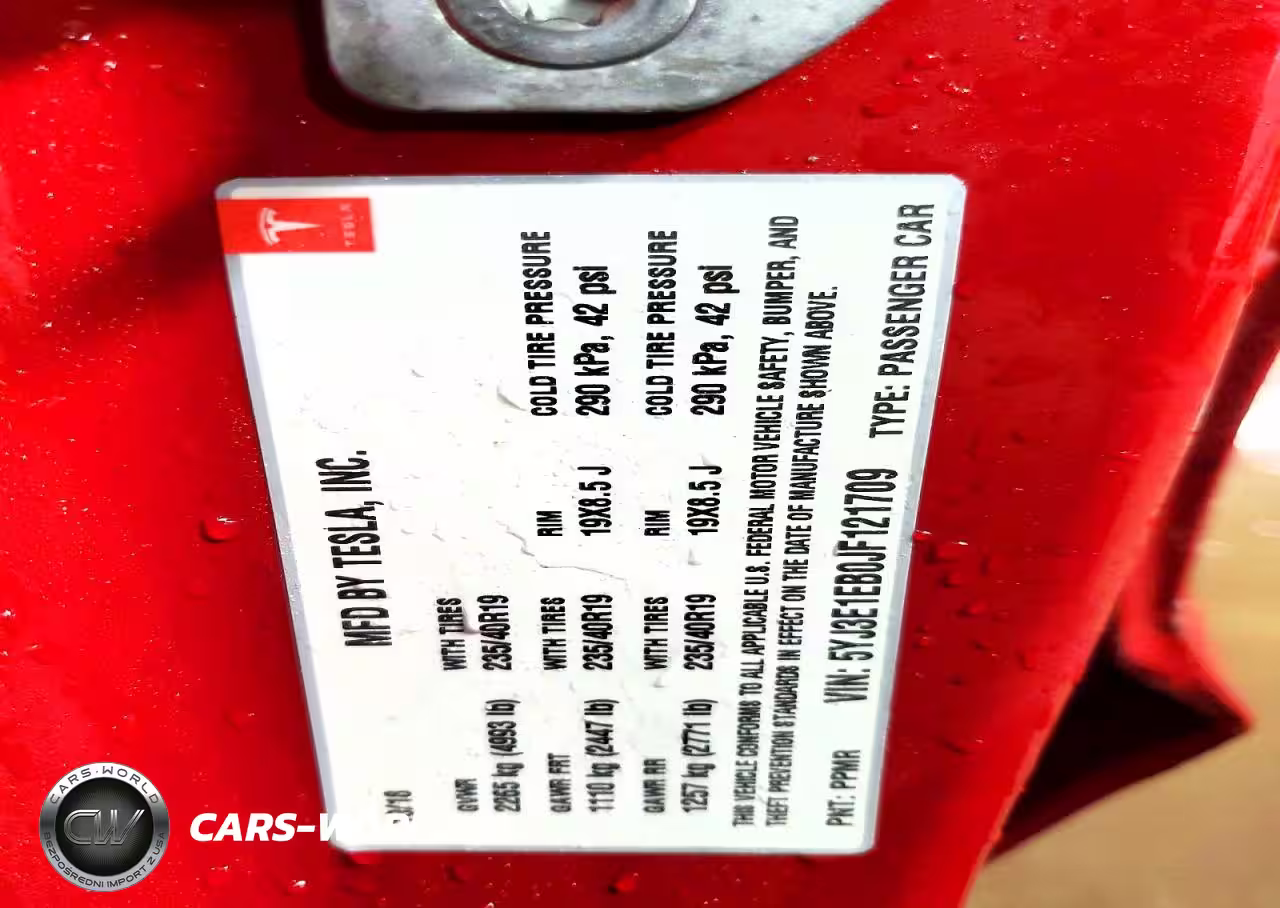 TESLA
MFD BY TESLA, INC.
GVWR WITH TIRES
2265 kg (4993 lb) 235/40R19
GAWR FRT WITH TIRES RIM COLD TIRE PRESSURE
1110 kg (2447 lb) 235/40R19 19X8.5 J 290 kPa, 42 psi
GAWR RR WITH TIRES RIM COLD TIRE PRESSURE
1257 kg (2771 lb) 235/40R19 19X8.5 J 290 kPa, 42 psi
THIS VEHICLE CONFORMS TO ALL APPLICABLE U.S. FEDERAL MOTOR VEHICLE SAFETY, BUMPER, AND
THEFT PREVENTION STANDARDS IN EFFECT ON THE DATE OF MANUFACTURE SHOWN ABOVE.
PNT: PPMR VIN: 5YJ3E1EB0JF121709 TYPE: PASSENGER CAR
CARS-WORLD
CW
BEZPOŚREDNI IMPORT Z USA